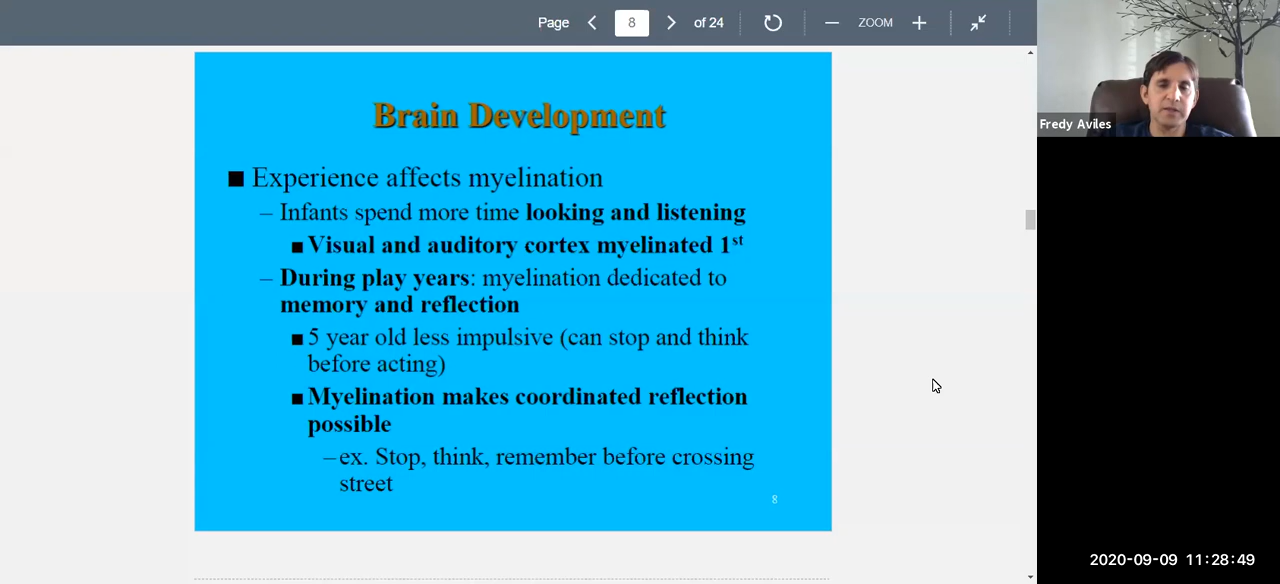 Page 8 of 24 ZOOM
Brain Development
Experience affects myelination
– Infants spend more time looking and listening
Visual and auditory cortex myelinated 1st
– During play years: myelination dedicated to
memory and reflection
5 year old less impulsive (can stop and think
before acting)
Myelination makes coordinated reflection
possible
– ex. Stop, think, remember before crossing
street
8
Fredy Aviles
2020-09-09 11:28:49